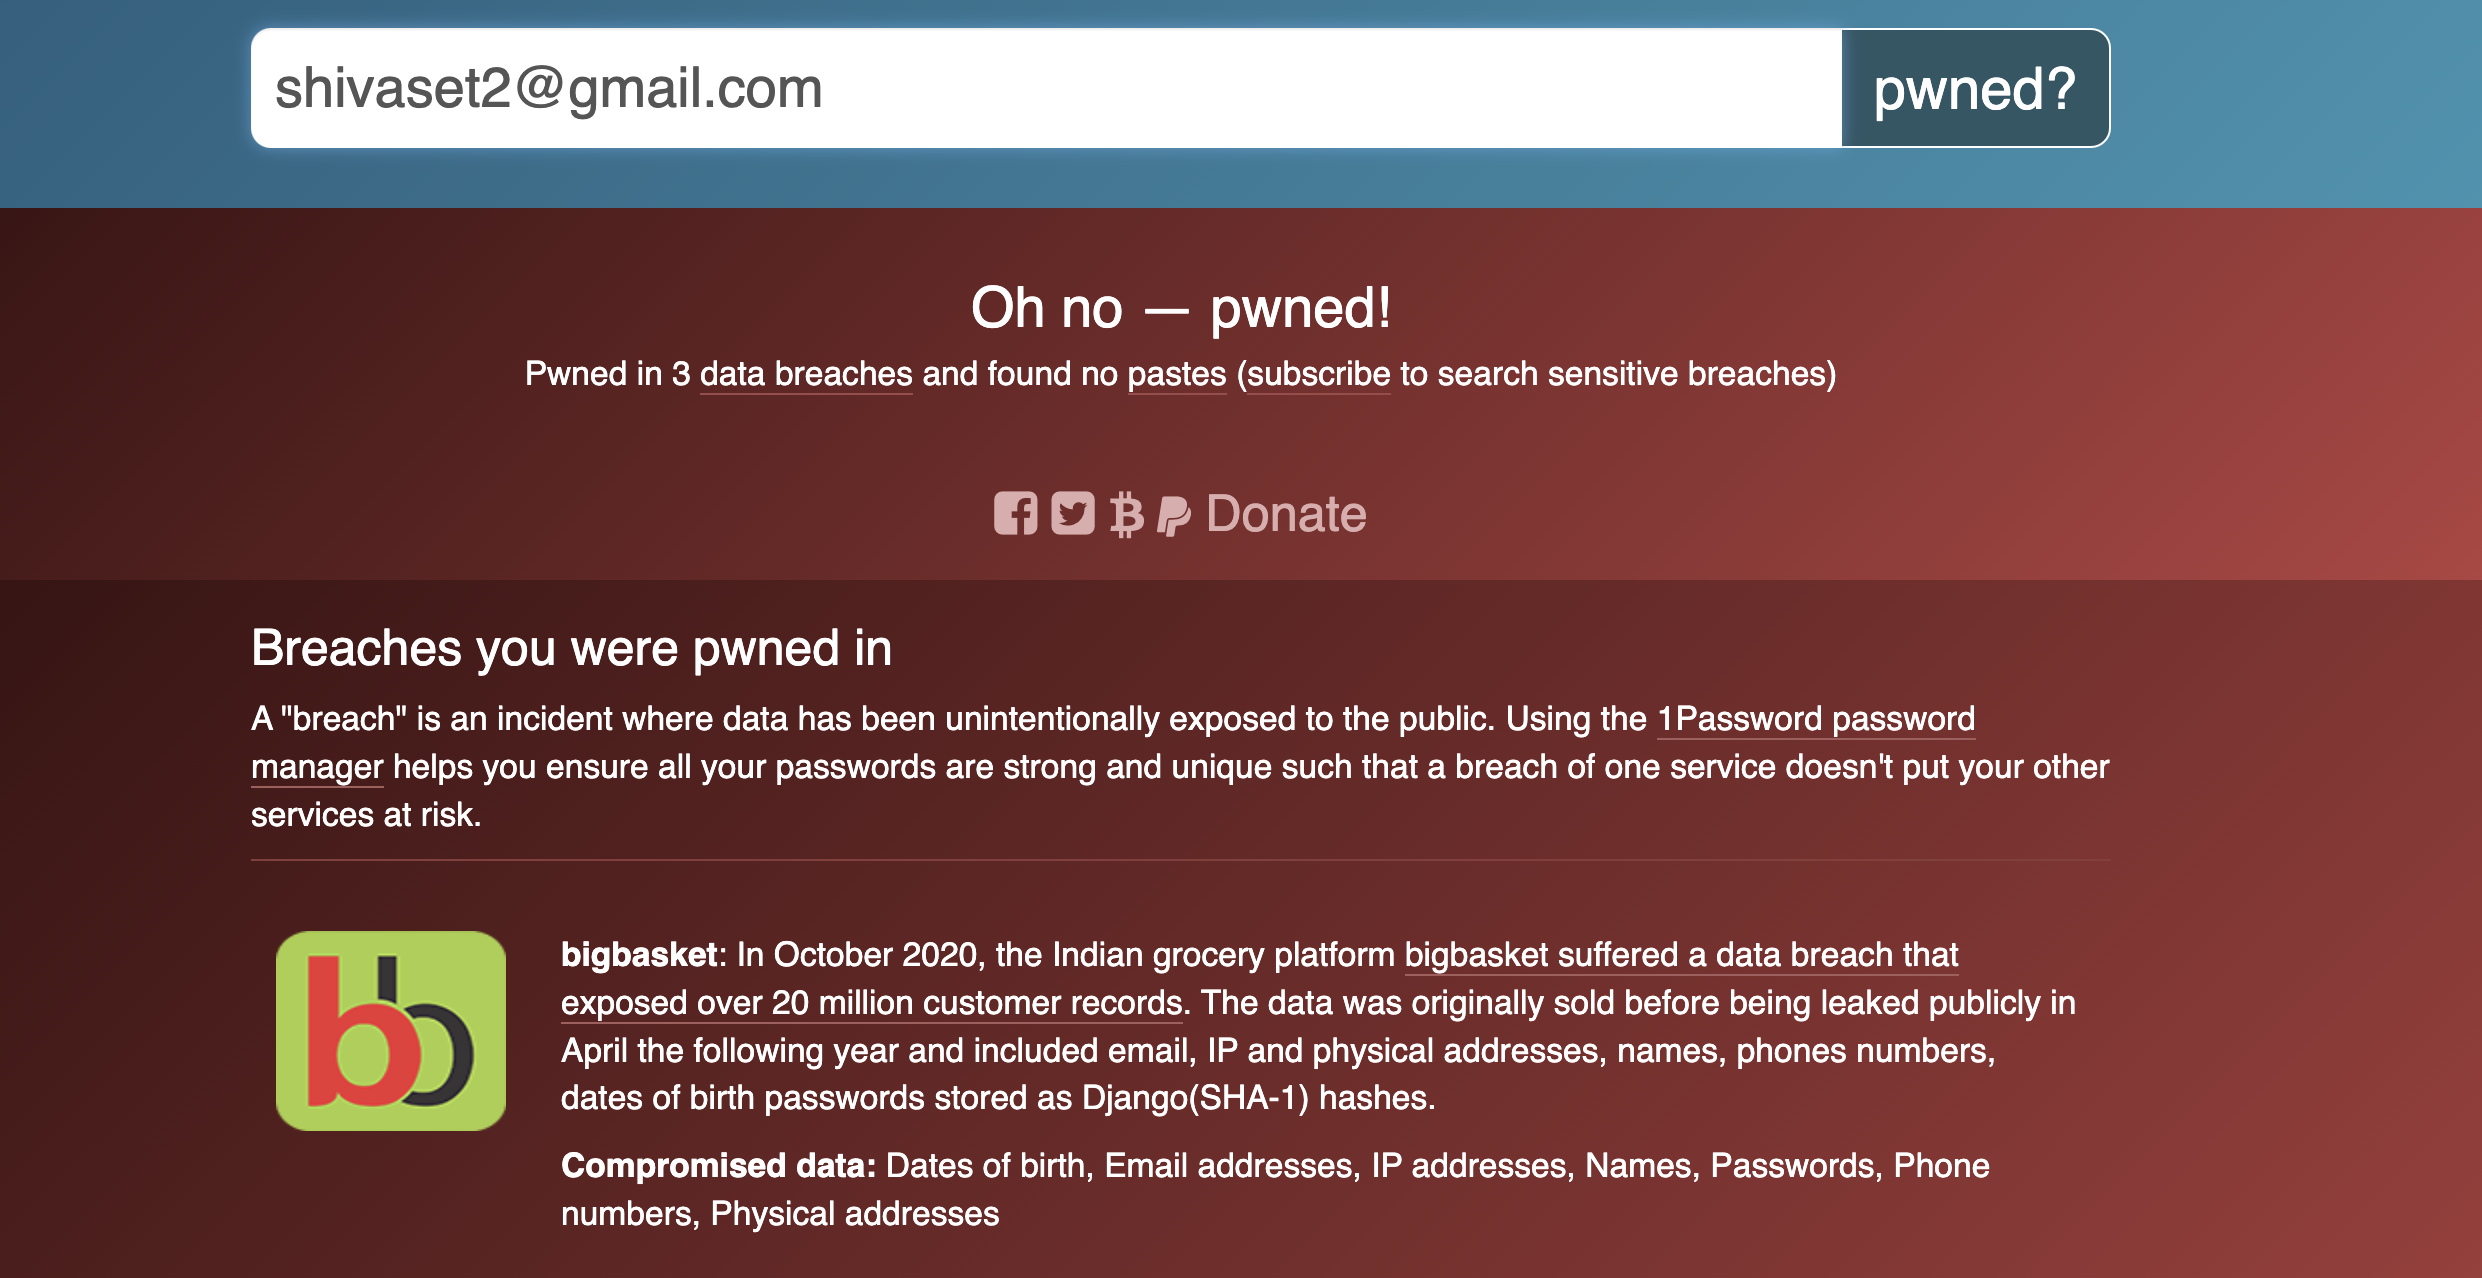 shivaset2@gmail.com
pwned?
Oh no — pwned!
Pwned in 3 data breaches and found no pastes (subscribe to search sensitive breaches)
Donate
Breaches you were pwned in
A "breach" is an incident where data has been unintentionally exposed to the public. Using the 1Password password
manager helps you ensure all your passwords are strong and unique such that a breach of one service doesn't put your other
services at risk.
bb
bigbasket: In October 2020, the Indian grocery platform bigbasket suffered a data breach that
exposed over 20 million customer records. The data was originally sold before being leaked publicly in
April the following year and included email, IP and physical addresses, names, phones numbers,
dates of birth passwords stored as Django(SHA-1) hashes.
Compromised data: Dates of birth, Email addresses, IP addresses, Names, Passwords, Phone
numbers, Physical addresses